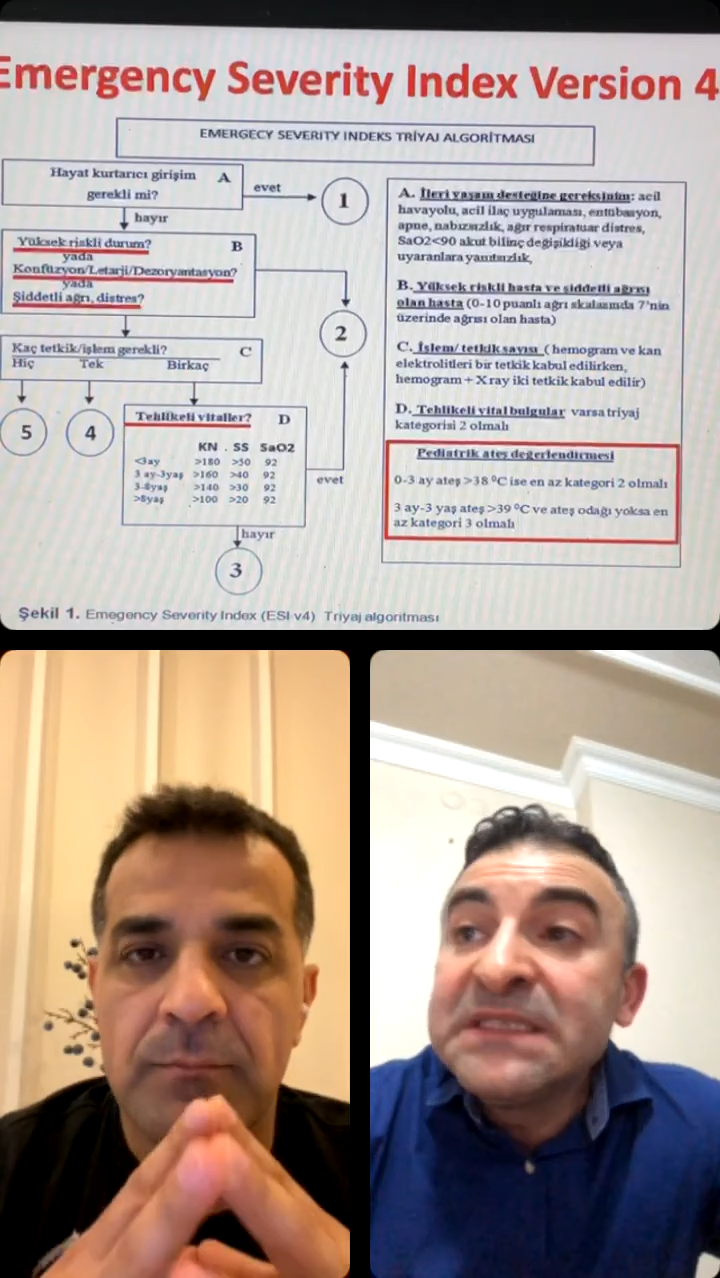 Emergency Severity Index Version 4
EMERGECY SEVERITY INDEKS TRİYAJ ALGORİTMASI
Hayat kurtarıcı girişim
gerekli mi?
A
evet
1
hayır
Yüksek riskli durum?
yada
Konfüzyon/Letarji/Dezoryantasyon?
yada
Şiddetli ağrı, distres?
B
2
Kaç tetkik/işlem gerekli?
C
Hiç Tek Birkaç
5
4
Tehlikeli vitaller?
D
KN . SS SaO2
<3ay >180 >50 92
3 ay-3yaş >160 >40 92
3-8yaş >140 >30 92
>8yaş >100 >20 92
evet
hayır
3
A. İleri yaşam desteğine gereksinim: acil
havayolu, acil ilaç uygulaması, entübasyon,
apne, nabızsızlık, ağır respiratuar distres,
SaO2<90 akut bilinç değişikliği veya
uyaranlara yanıtsızlık,
B. Yüksek riskli hasta ve şiddetli ağrısı
olan hasta (0-10 puanlı ağrı skalasında 7'nin
üzerinde ağrısı olan hasta)
C. İşlem/ tetkik sayısı ( hemogram ve kan
elektrolitleri bir tetkik kabul edilirken,
hemogram + X ray iki tetkik kabul edilir)
D. Tehlikeli vital bulgular varsa triyaj
kategorisi 2 olmalı
Pediatrik ateş değerlendirmesi
0-3 ay ateş >38 ⁰C ise en az kategori 2 olmalı
3 ay-3 yaş ateş >39 ⁰C ve ateş odağı yoksa en
az kategori 3 olmalı
Şekil 1. Emegency Severity Index (ESI v4) Triyaj algoritması